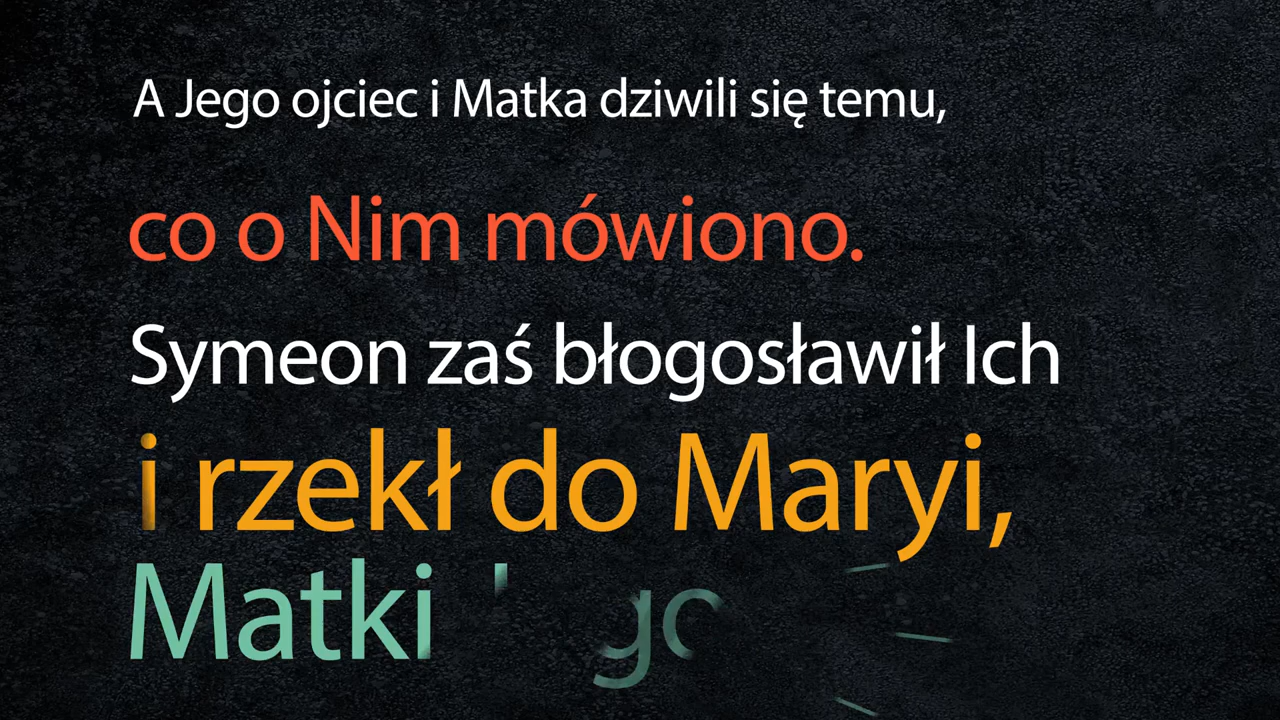 A Jego ojciec i Matka dziwili się temu,
co o Nim mówiono.
Symeon zaś błogosławił Ich
i rzekł do Maryi,
Matki